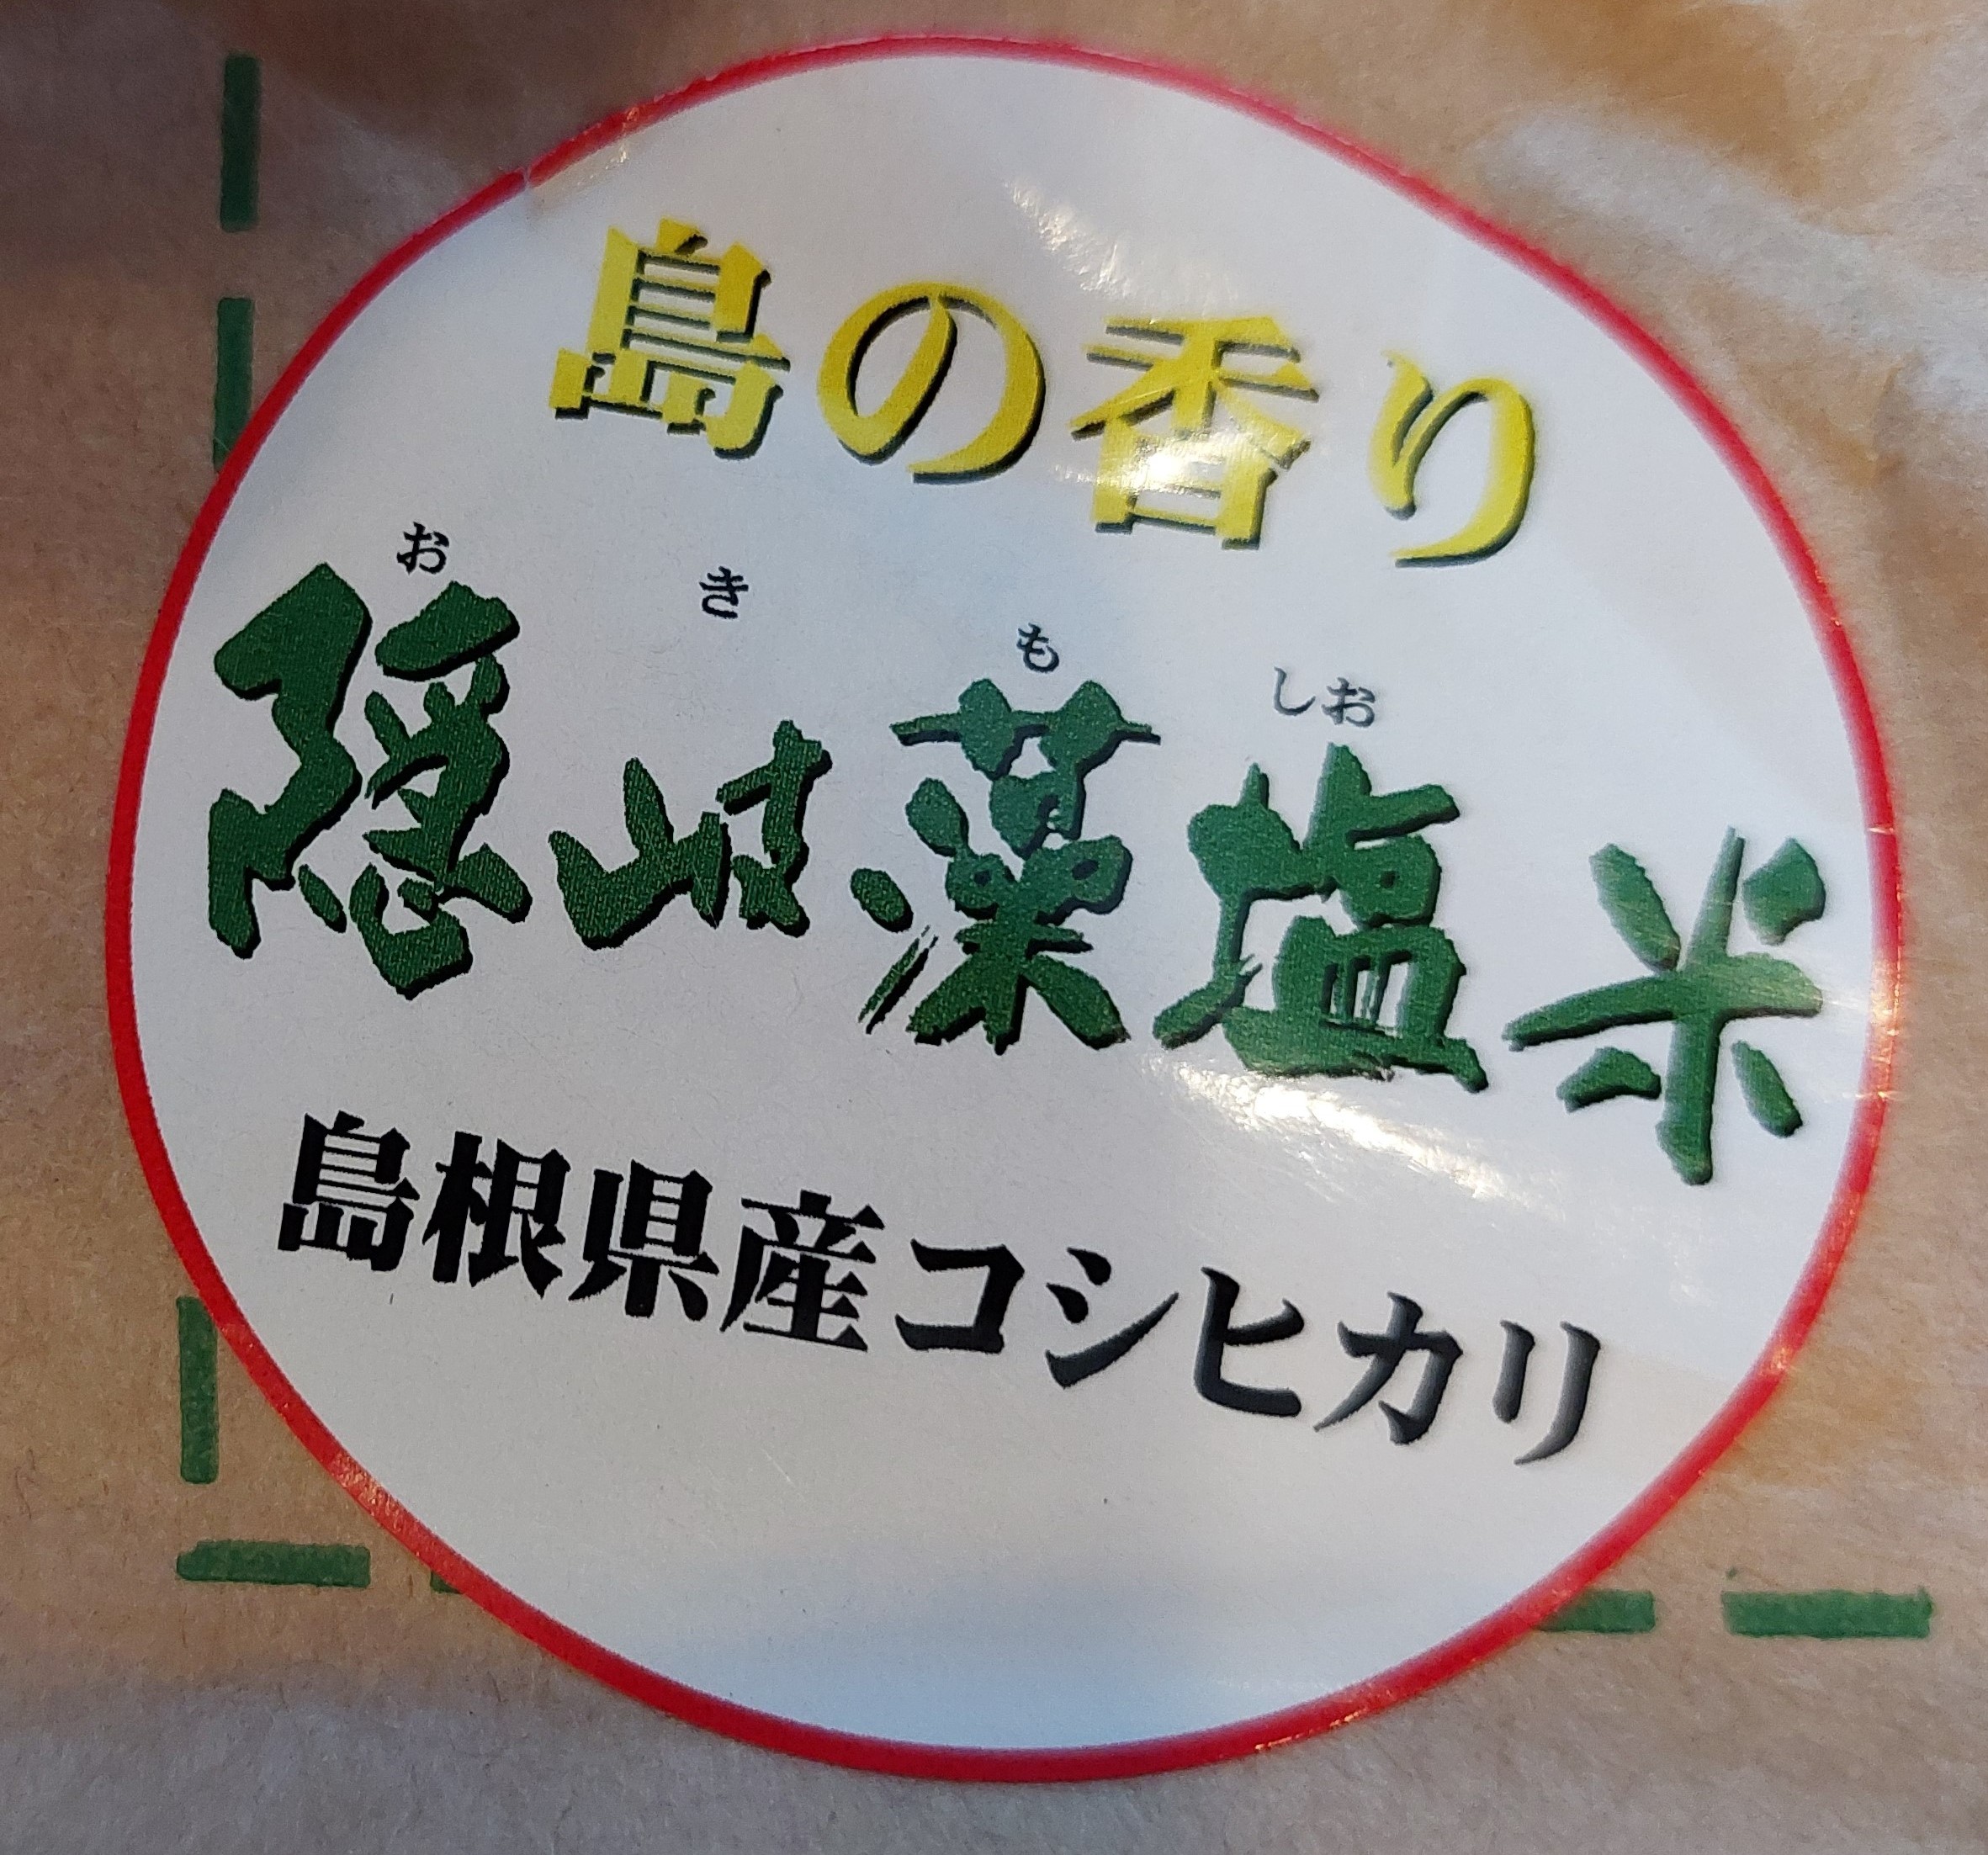 島の香り
おきもしお
隠岐藻塩米
島根県産コシヒカリ